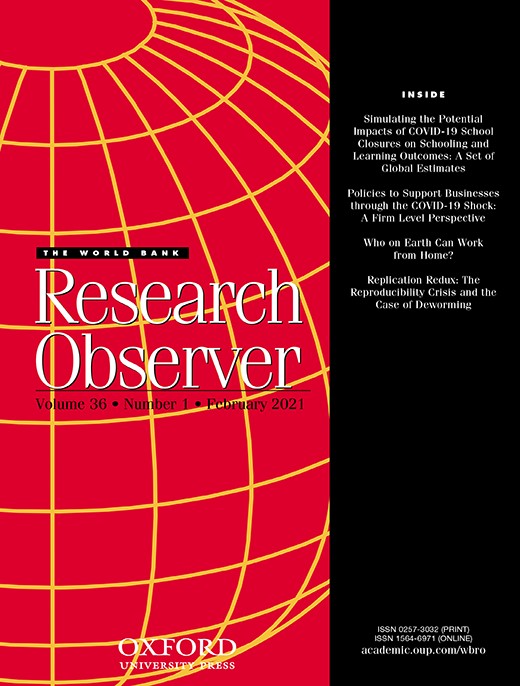 THE WORLD BANK
Research
Observer
Volume 36 • Number 1 • February 2021
OXFORD
UNIVERSITY PRESS
INSIDE
Simulating the Potential
Impacts of COVID-19 School
Closures on Schooling and
Learning Outcomes: A Set of
Global Estimates
Policies to Support Businesses
through the COVID-19 Shock:
A Firm Level Perspective
Who on Earth Can Work
from Home?
Replication Redux: The
Reproducibility Crisis and the
Case of Deworming
ISSN 0257-3032 (PRINT)
ISSN 1564-6971 (ONLINE)
academic.oup.com/wbro